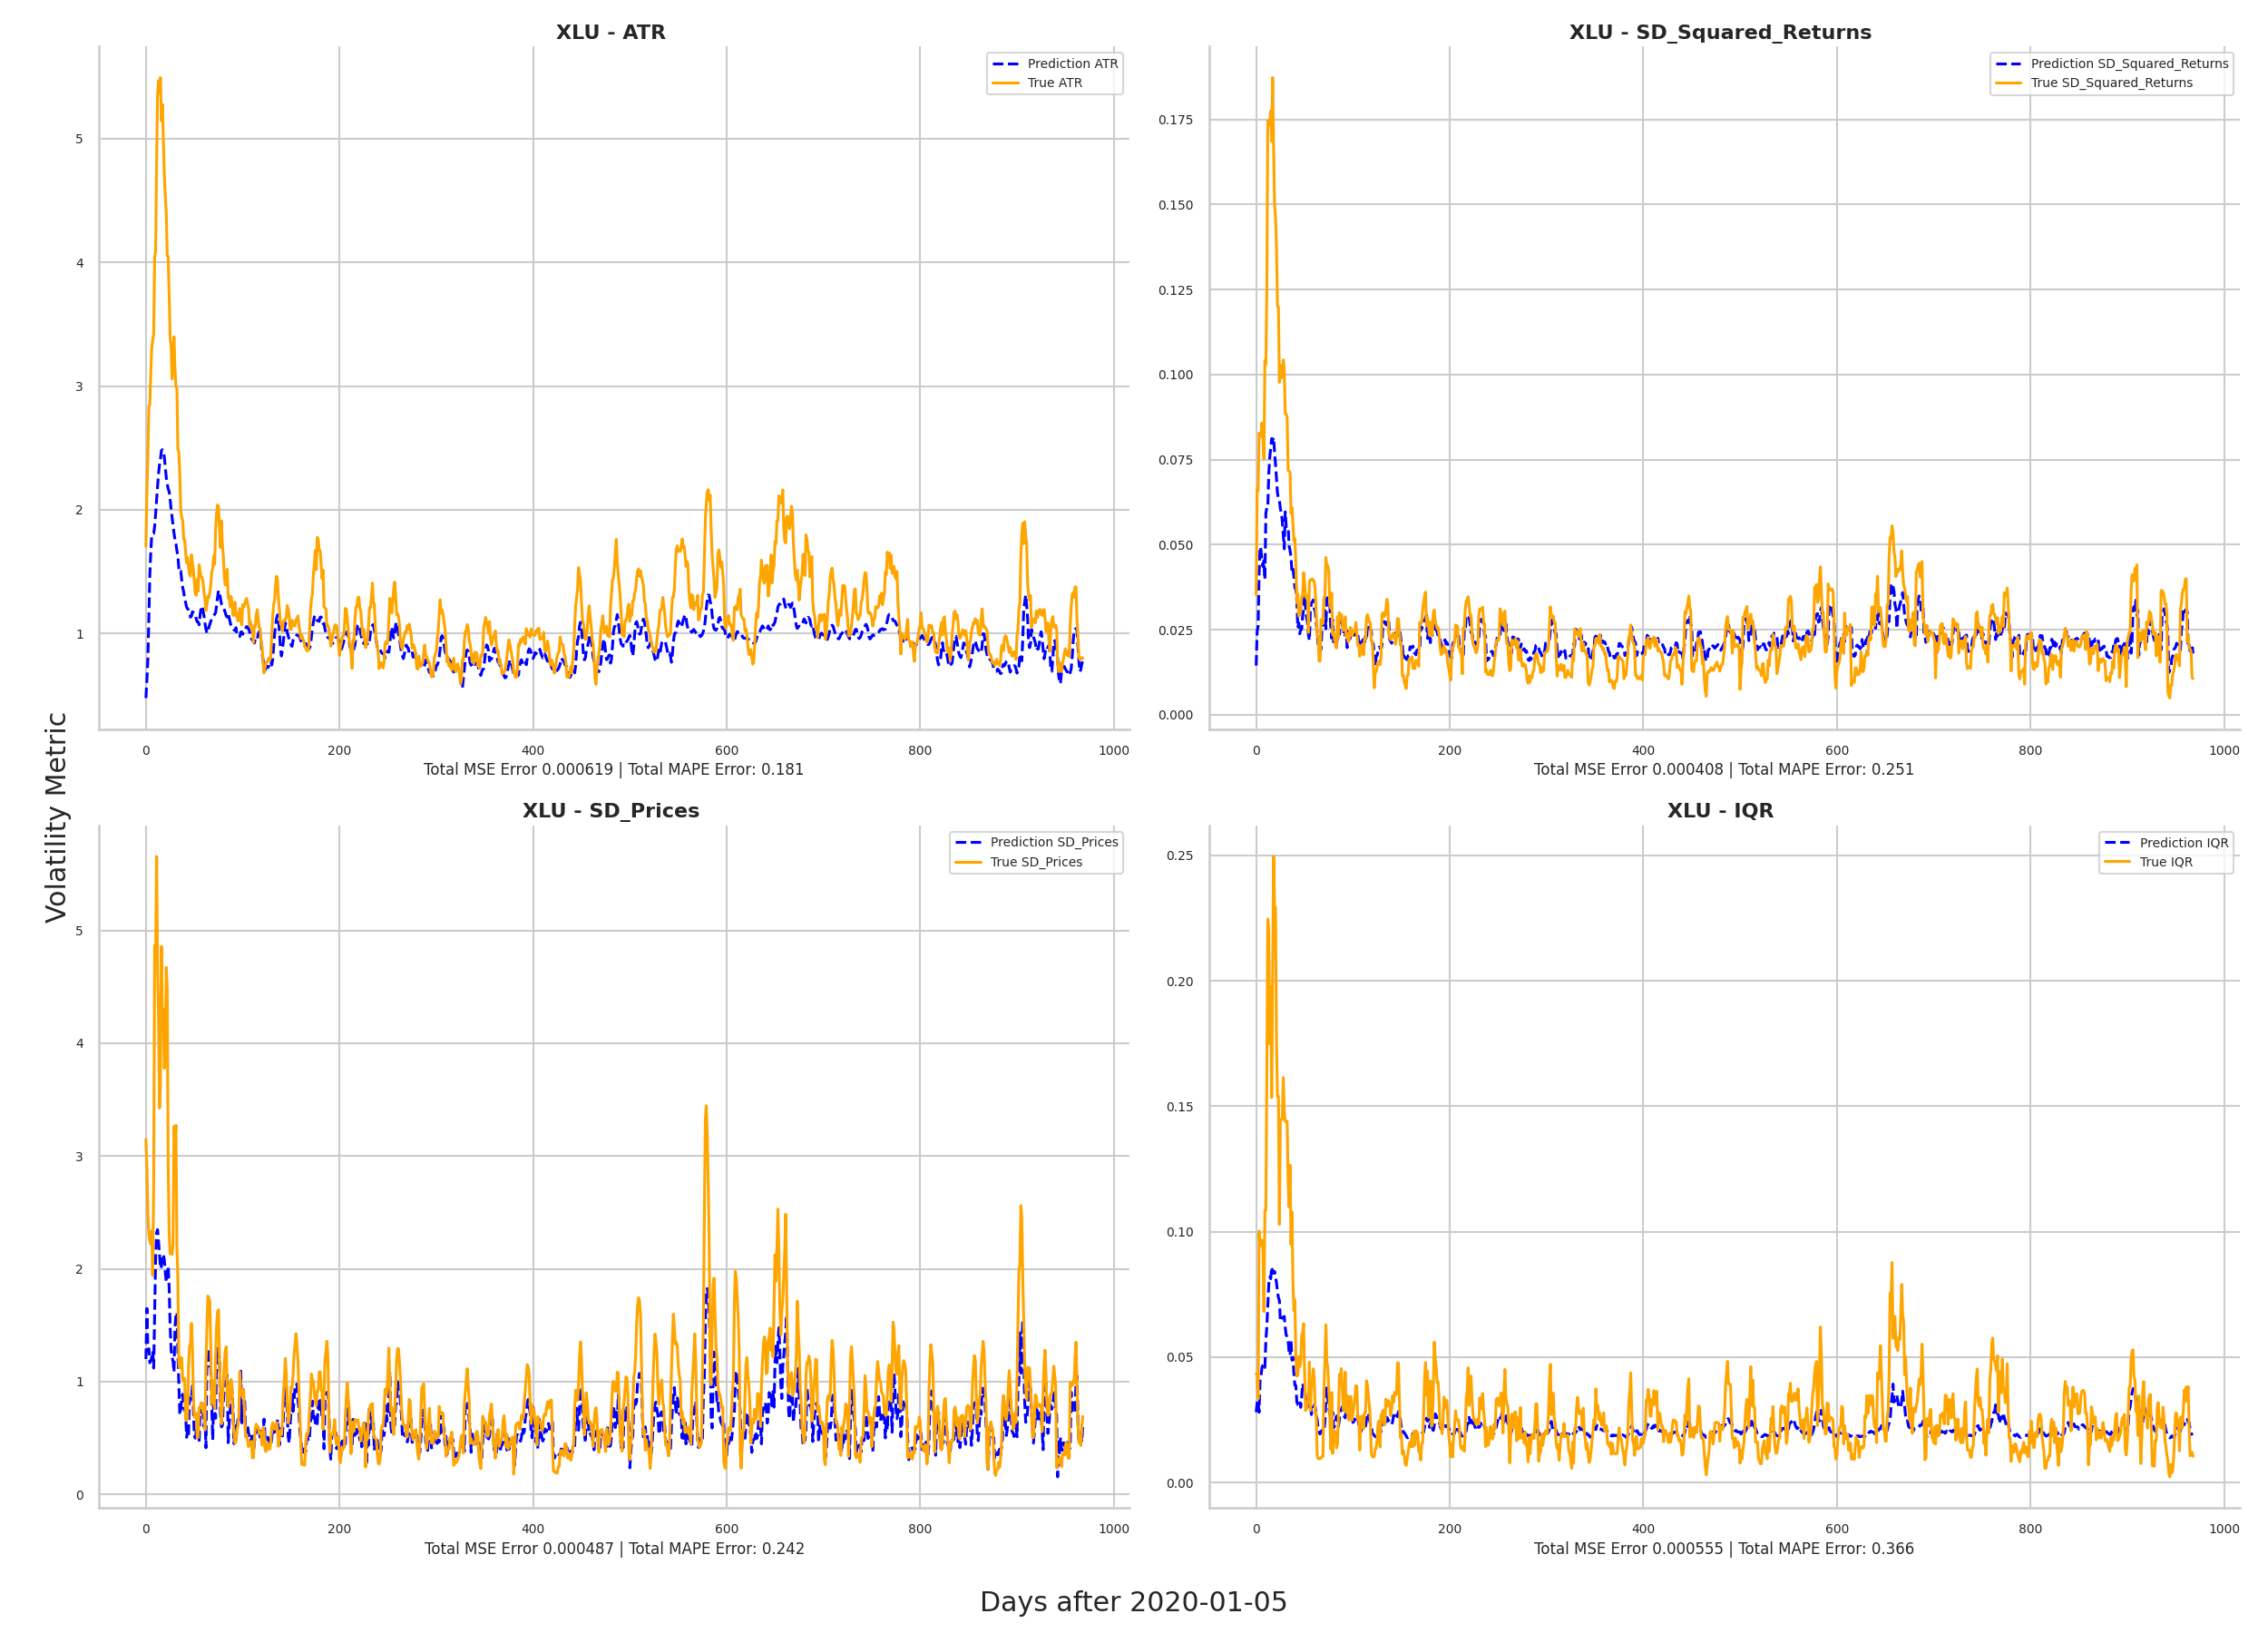 XLU - ATR
Prediction ATR
True ATR
5
4
3
2
1
0
200
400
600
800
1000
Total MSE Error 0.000619 | Total MAPE Error: 0.181
XLU - SD_Squared_Returns
Prediction SD_Squared_Returns
True SD_Squared_Returns
0.175
0.150
0.125
0.100
0.075
0.050
0.025
0.000
0
200
400
600
800
1000
Total MSE Error 0.000408 | Total MAPE Error: 0.251
Volatility Metric
XLU - SD_Prices
Prediction SD_Prices
True SD_Prices
5
4
3
2
1
0
0
200
400
600
800
1000
Total MSE Error 0.000487 | Total MAPE Error: 0.242
XLU - IQR
Prediction IQR
True IQR
0.25
0.20
0.15
0.10
0.05
0.00
0
200
400
600
800
1000
Total MSE Error 0.000555 | Total MAPE Error: 0.366
Days after 2020-01-05